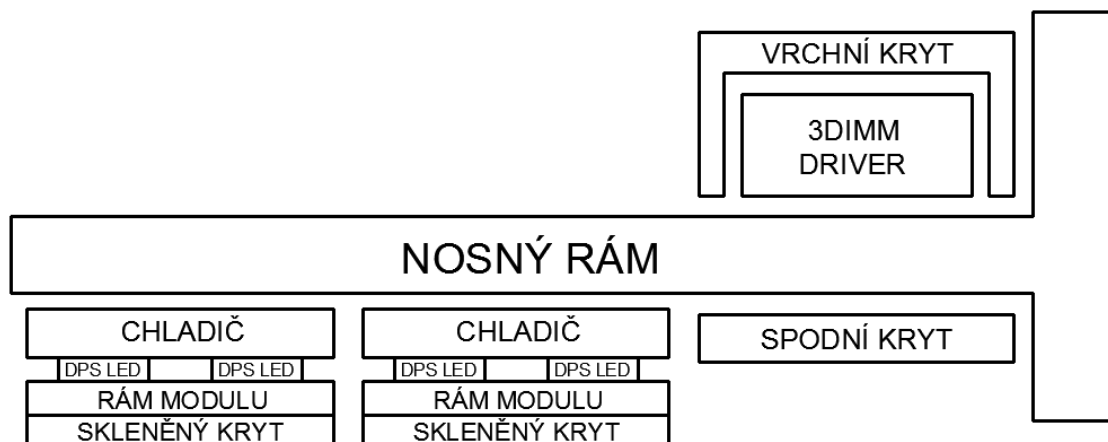 VRCHNÍ KRYT
3DIMM
DRIVER
NOSNÝ RÁM
CHLADIČ
CHLADIČ
SPODNÍ KRYT
DPS LED
DPS LED
DPS LED
DPS LED
RÁM MODULU
RÁM MODULU
SKLENĚNÝ KRYT
SKLENĚNÝ KRYT